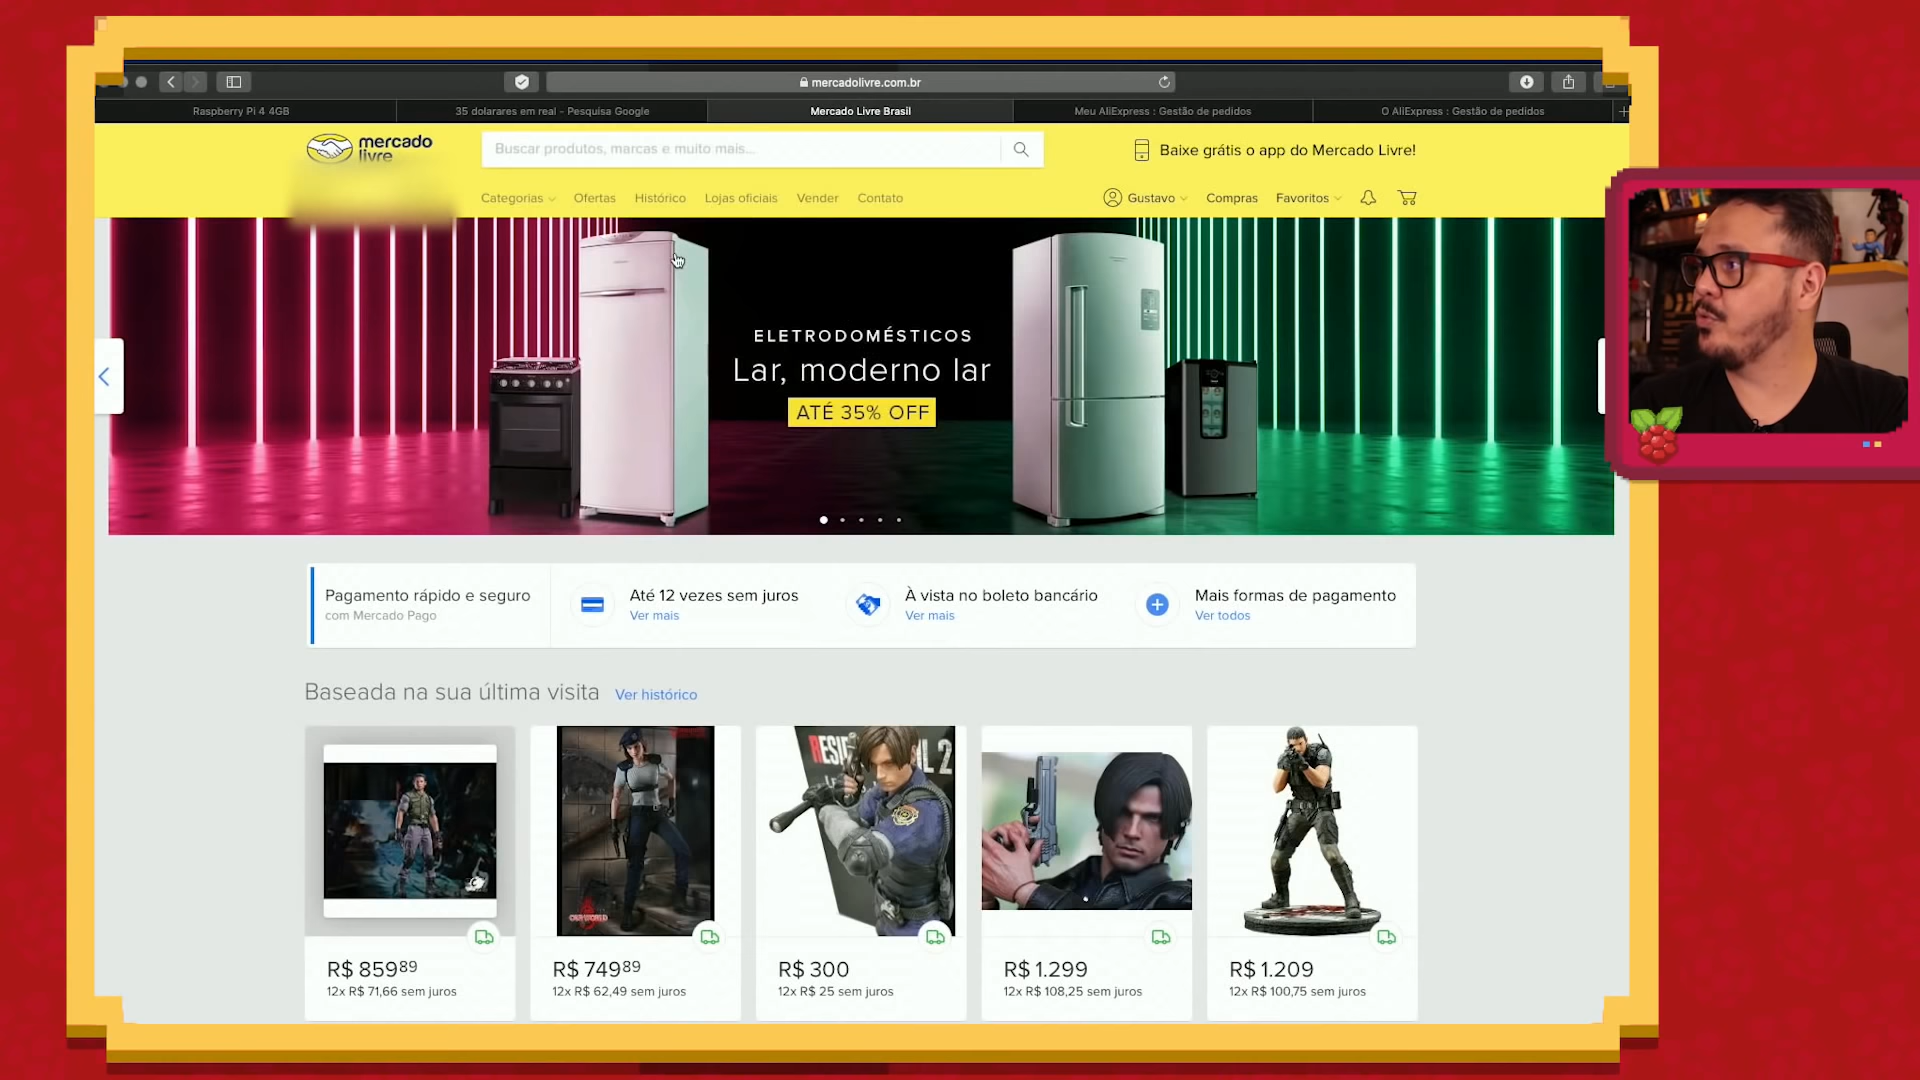 mercadolivre.com.br
Raspberry Pi 4 4GB
35 dolarares em real - Pesquisa Google
Mercado Livre Brasil
Meu AliExpress : Gestão de pedidos
O AliExpress : Gestão de pedidos
mercado
livre
Buscar produtos, marcas e muito mais...
Baixe grátis o app do Mercado Livre!
Categorias
Ofertas
Histórico
Lojas oficiais
Vender
Contato
Gustavo
Compras
Favoritos
ELETRODOMÉSTICOS
Lar, moderno lar
ATÉ 35% OFF
Pagamento rápido e seguro
com Mercado Pago
Até 12 vezes sem juros
Ver mais
À vista no boleto bancário
Ver mais
Mais formas de pagamento
Ver todos
Baseada na sua última visita
Ver histórico
R$ 859 89
12x R$ 71,66 sem juros
R$ 749 89
12x R$ 62,49 sem juros
R$ 300
12x R$ 25 sem juros
R$ 1.299
12x R$ 108,25 sem juros
R$ 1.209
12x R$ 100,75 sem juros